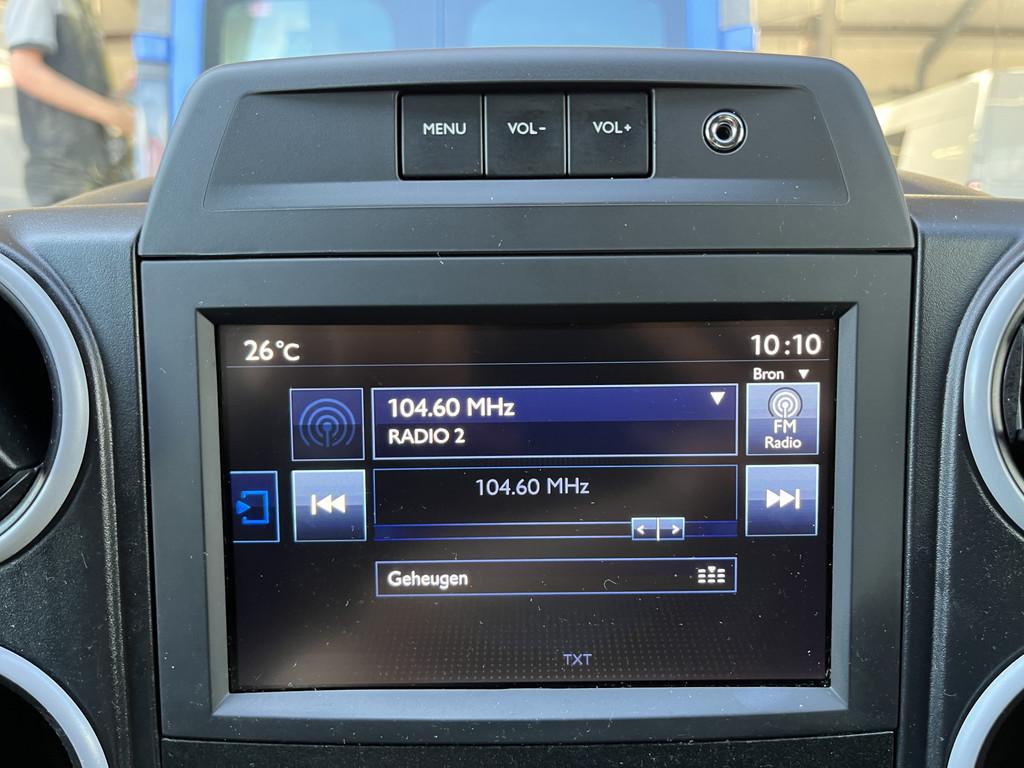 MENU VOL- VOL+
26°C 10:10
Bron
104.60 MHz
RADIO 2
FM
Radio
104.60 MHz
Geheugen
TXT